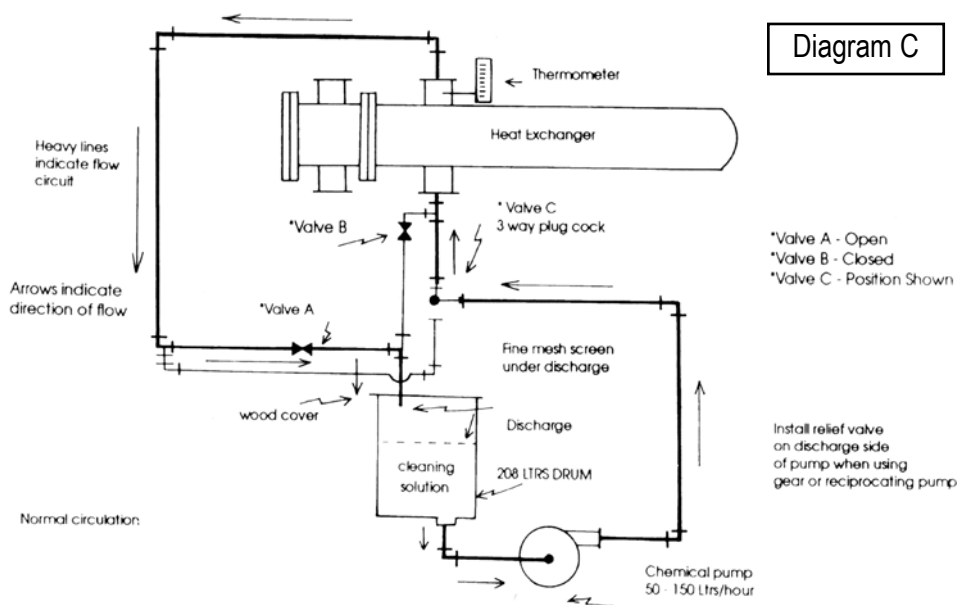 Diagram C
Thermometer
Heat Exchanger
Heavy lines
indicate flow
circuit
*Valve B
*Valve C
3 way plug cock
*Valve A - Open
*Valve B - Closed
*Valve C - Position Shown
Arrows indicate
direction of flow
*Valve A
Fine mesh screen
under discharge
wood cover
Discharge
cleaning
solution
208 LTRS DRUM
Install relief valve
on discharge side
of pump when using
gear or reciprocating pump
Normal circulation:
Chemical pump
50 - 150 Ltrs/hour